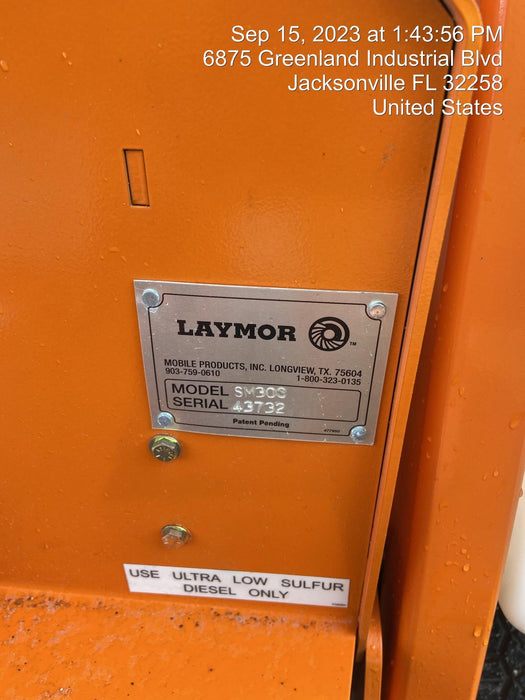 Sep 15, 2023 at 1:43:56 PM
6875 Greenland Industrial Blvd
Jacksonville FL 32258
United States
LAYMOR ™
MOBILE PRODUCTS, INC. LONGVIEW, TX. 75604
903-759-0610 1-800-323-0135
MODEL SM300
SERIAL 43732
Patent Pending
USE ULTRA LOW SULFUR
DIESEL ONLY